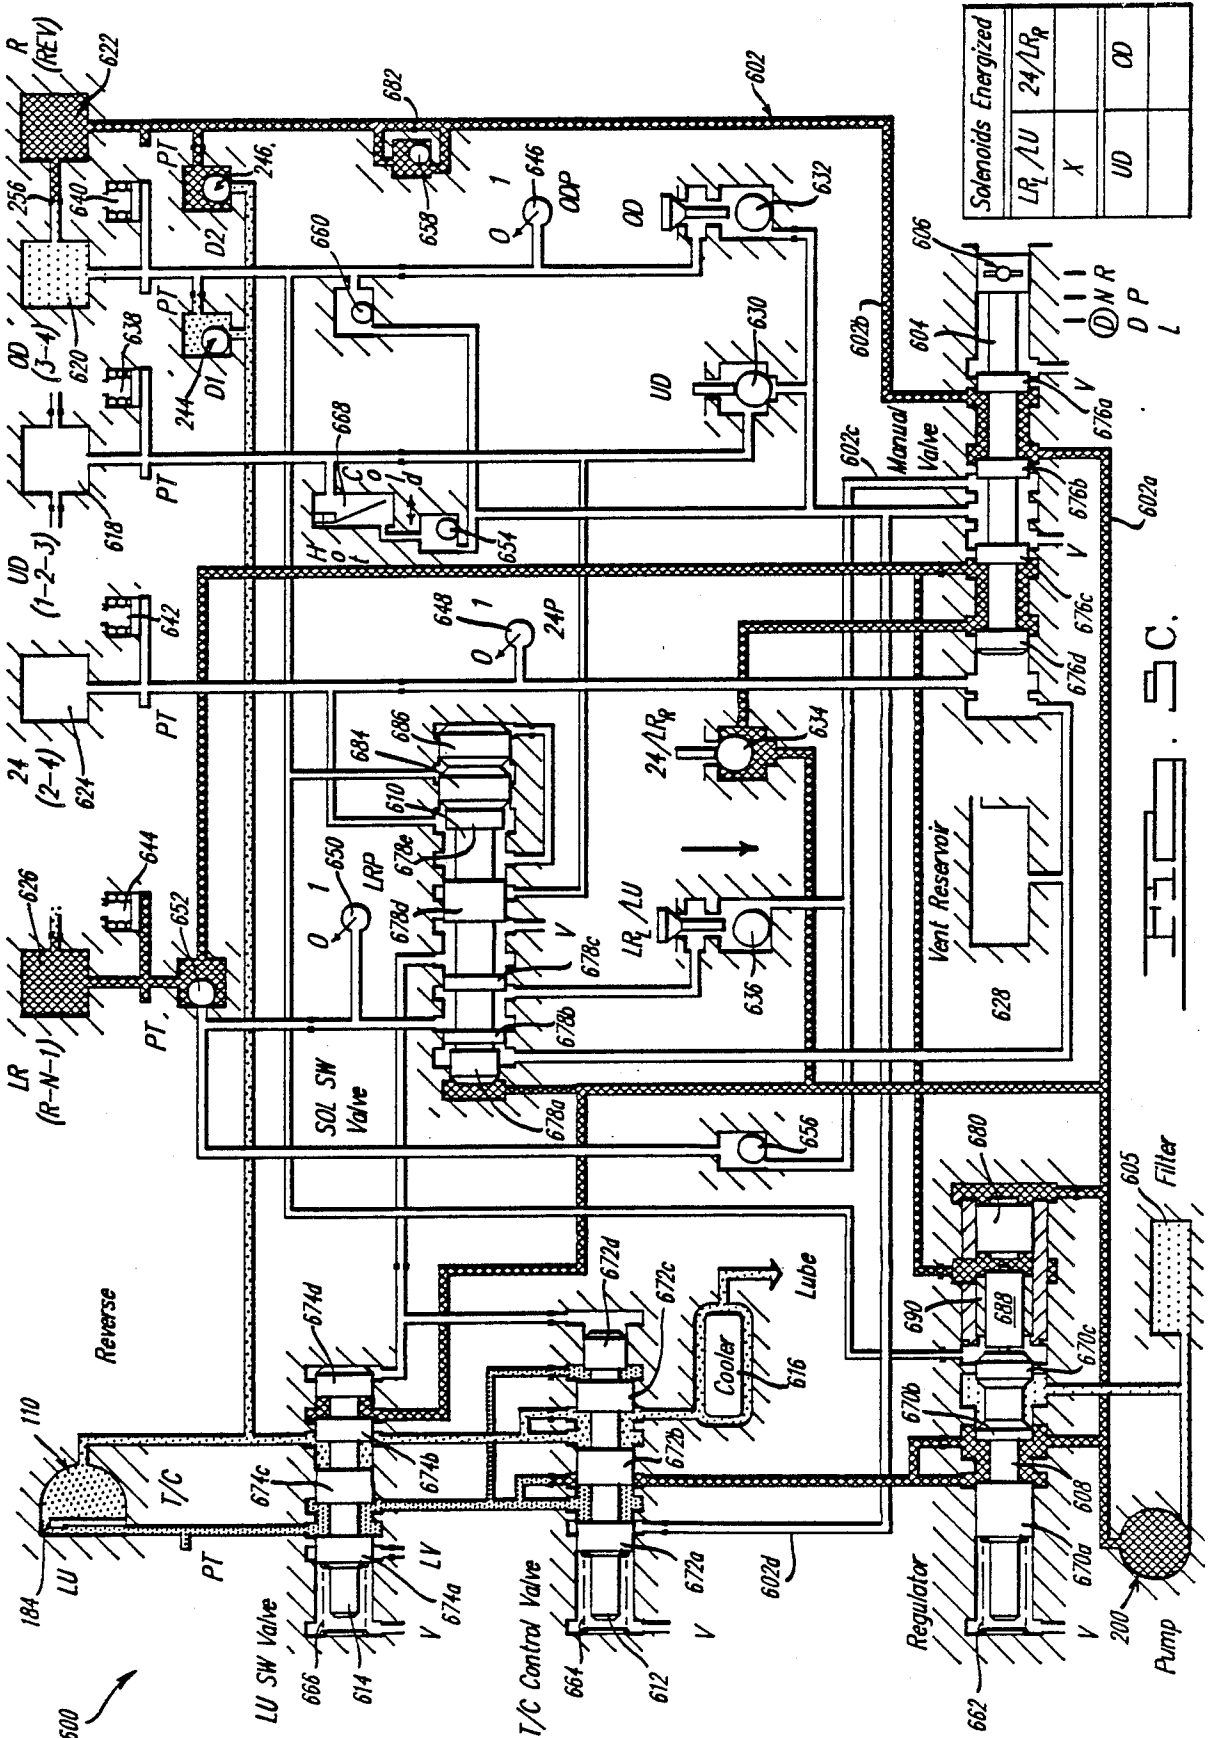 R
(REV)
622
256
640
PT
246
682
602
OD
(3-4)
620
638
PT
244
D1
D2
658
660
646
0
1
ODP
OD
632
UD
(1-2-3)
618
PT
668
Cold
Hot
654
UD
630
602b
602c
Manual
Valve
604
606
D N R
D P
L
V
676a
676b
V
676c
676d
602a
Solenoids Energized
LRL/LU
24/LRR
X
UD
OD
24
(2-4)
624
642
PT
648
0
1
24P
684
686
610
678e
24/LRR
634
LR
(R-N-1)
626
644
652
PT
650
0
1
LRP
678d
V
678c
678b
678a
SOL SW
Valve
LRL/LU
636
Vent Reservoir
628
656
Reverse
110
T/C
184
LU
PT
674d
674c
674b
LV
674a
V
LU SW Valve
666
614
600
672d
672c
672b
672a
V
T/C Control Valve
664
612
Cooler
616
Lube
602d
690
688
680
670c
670b
608
670a
V
Regulator
662
605
Filter
200
Pump